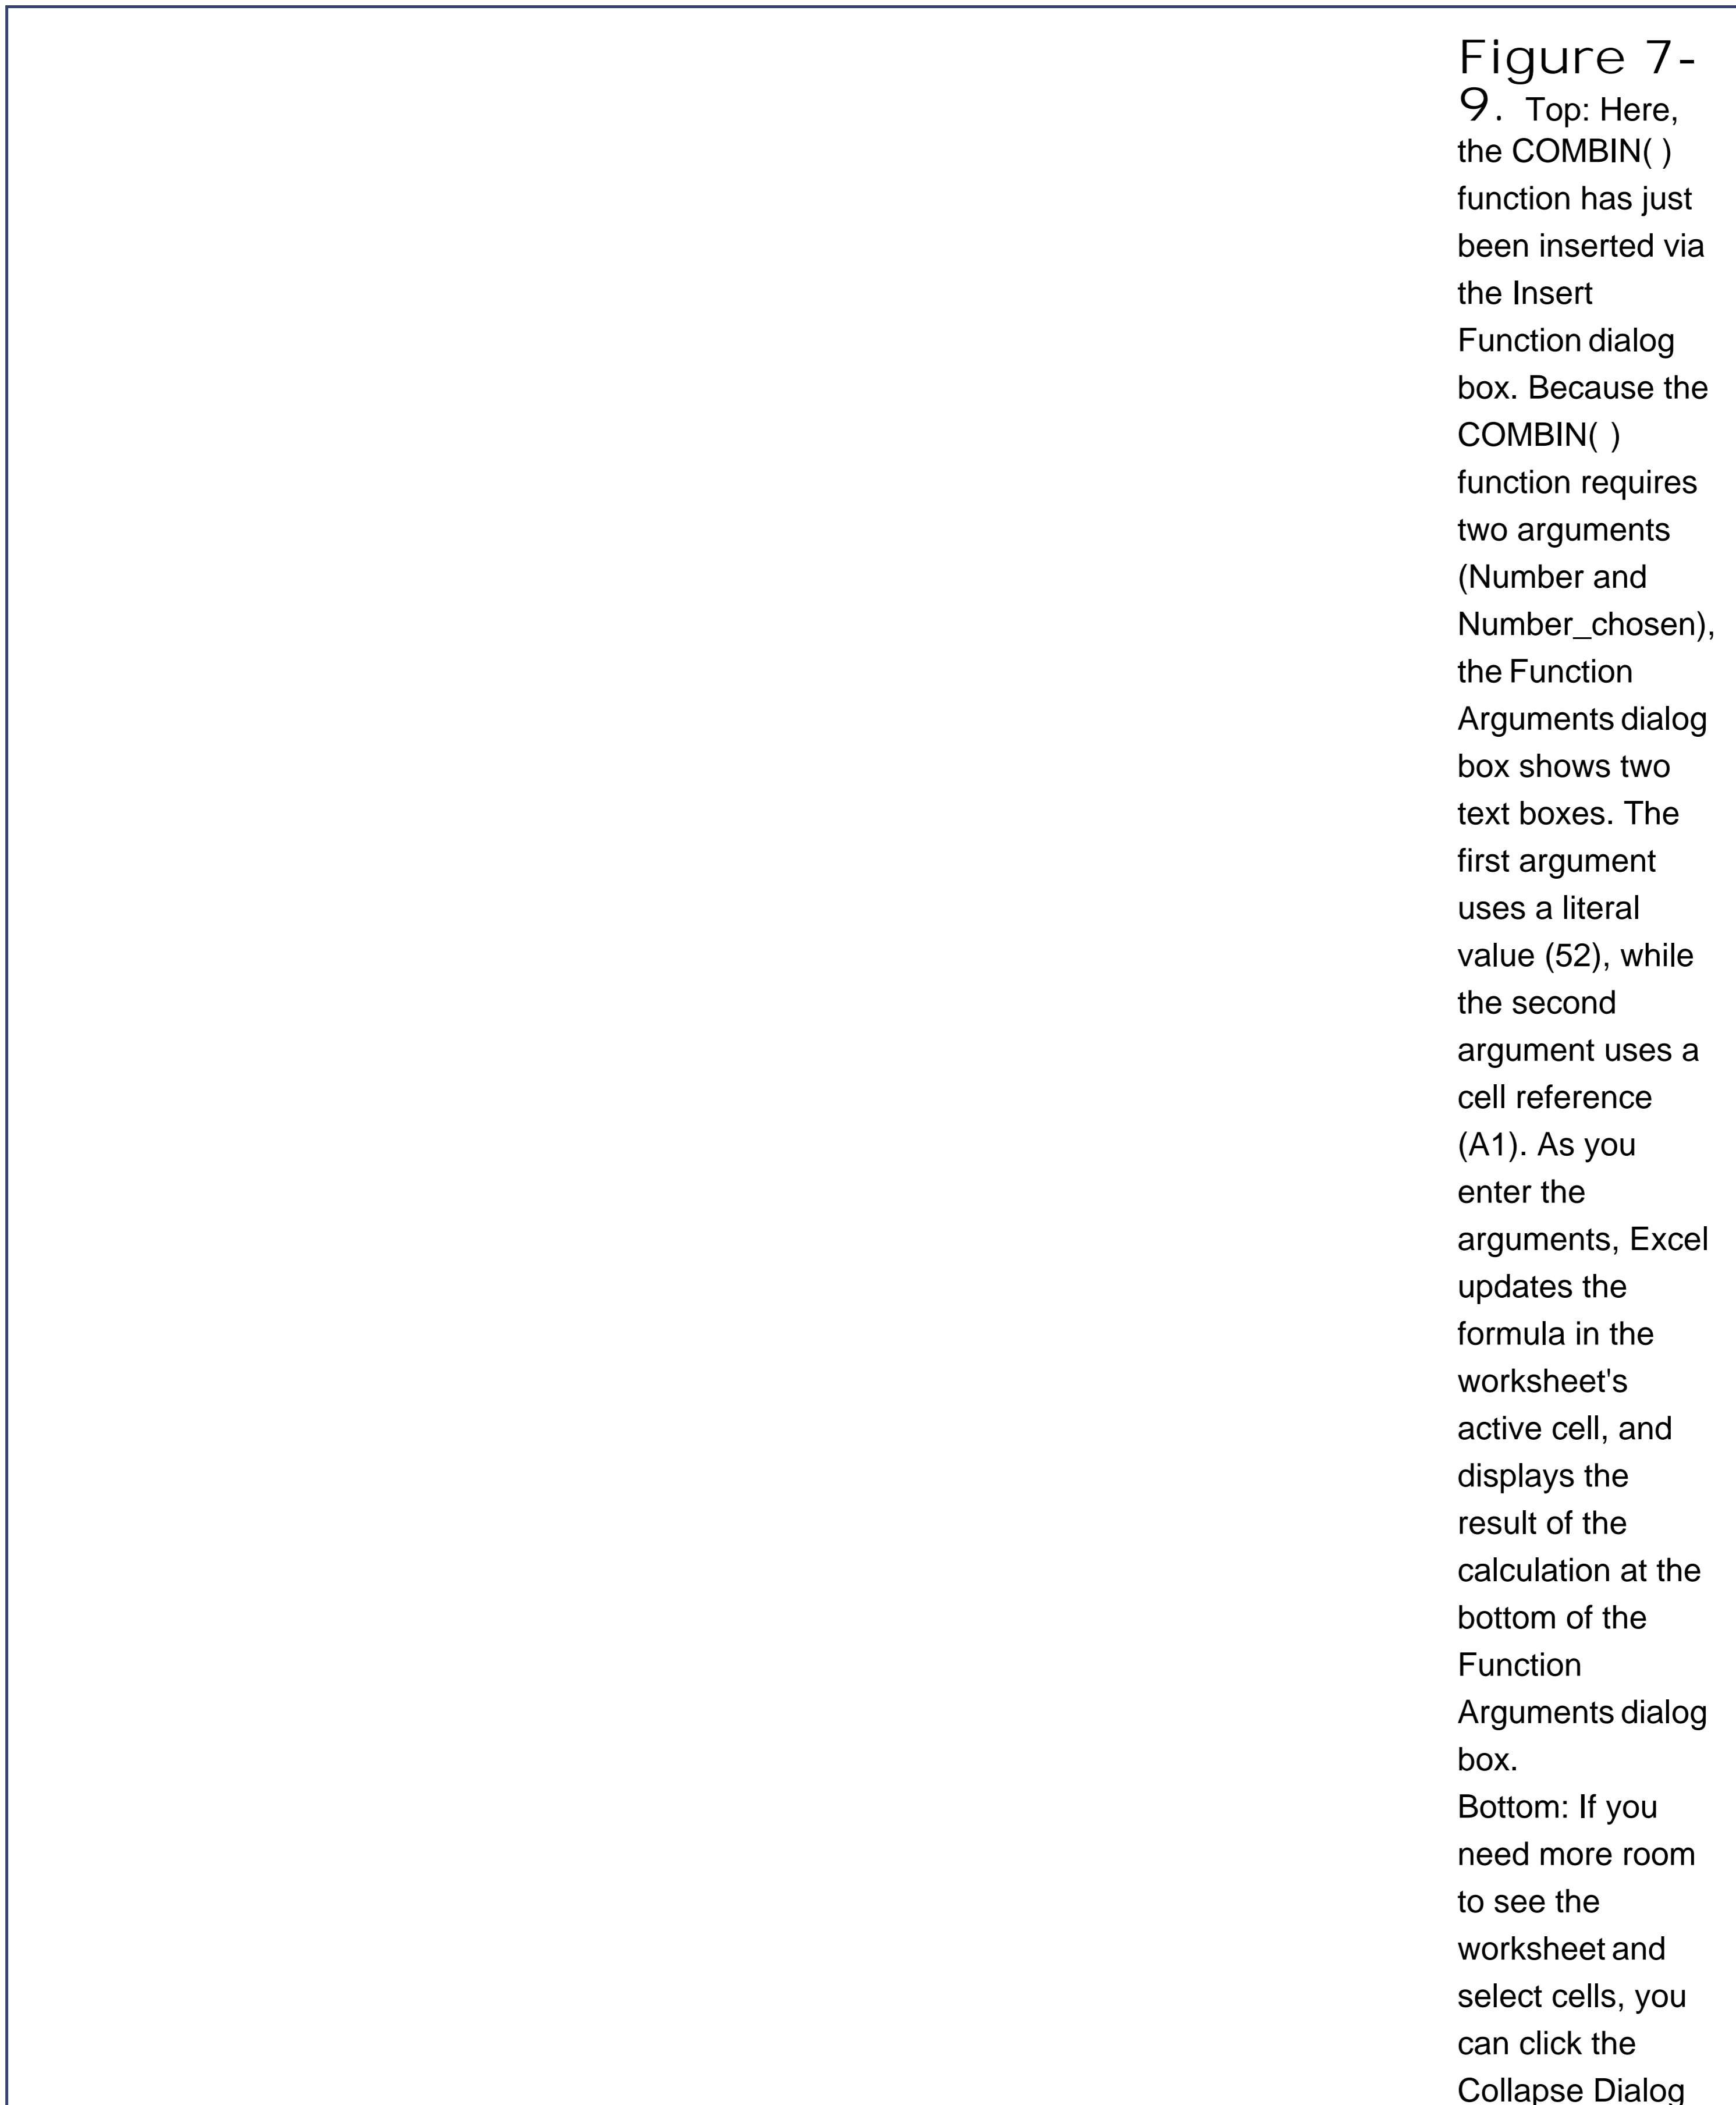 Figure 7-
9. Top: Here,
the COMBIN( )
function has just
been inserted via
the Insert
Function dialog
box. Because the
COMBIN( )
function requires
two arguments
(Number and
Number_chosen),
the Function
Arguments dialog
box shows two
text boxes. The
first argument
uses a literal
value (52), while
the second
argument uses a
cell reference
(A1). As you
enter the
arguments, Excel
updates the
formula in the
worksheet's
active cell, and
displays the
result of the
calculation at the
bottom of the
Function
Arguments dialog
box.
Bottom: If you
need more room
to see the
worksheet and
select cells, you
can click the
Collapse Dialog